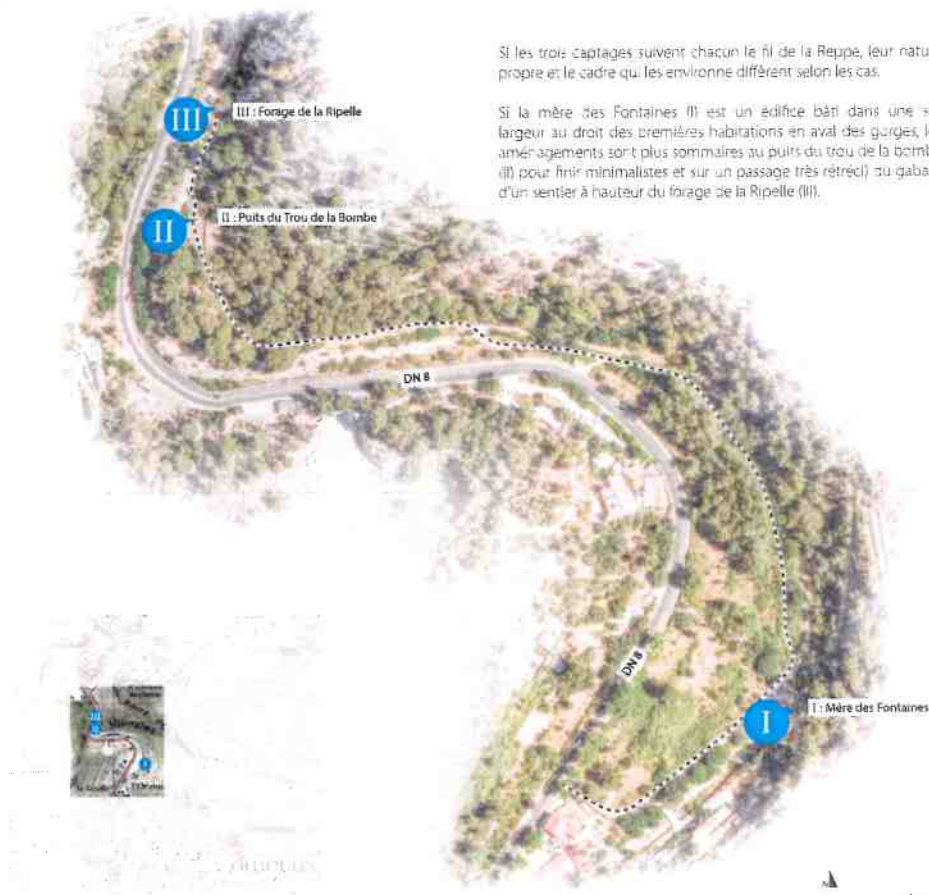 Si les trois captages suivent chacun le fil de la Reppe, leur natu
propre et le cadre qui les environne diffèrent selon les cas.
Si la mère des Fontaines (I) est un édifice bâti dans une s
largeur au droit des premières habitations en aval des gorges, l
aménagements sont plus sommaires au puits du trou de la bomb
(II) pour finir minimalistes et sur un passage très rétréci) du gaba
d'un sentier à hauteur du forage de la Ripelle (III).
III
III : Forage de la Ripelle
II
II : Puits du Trou de la Bombe
DN 8
DN 8
I
I : Mère des Fontaines
III
II
I